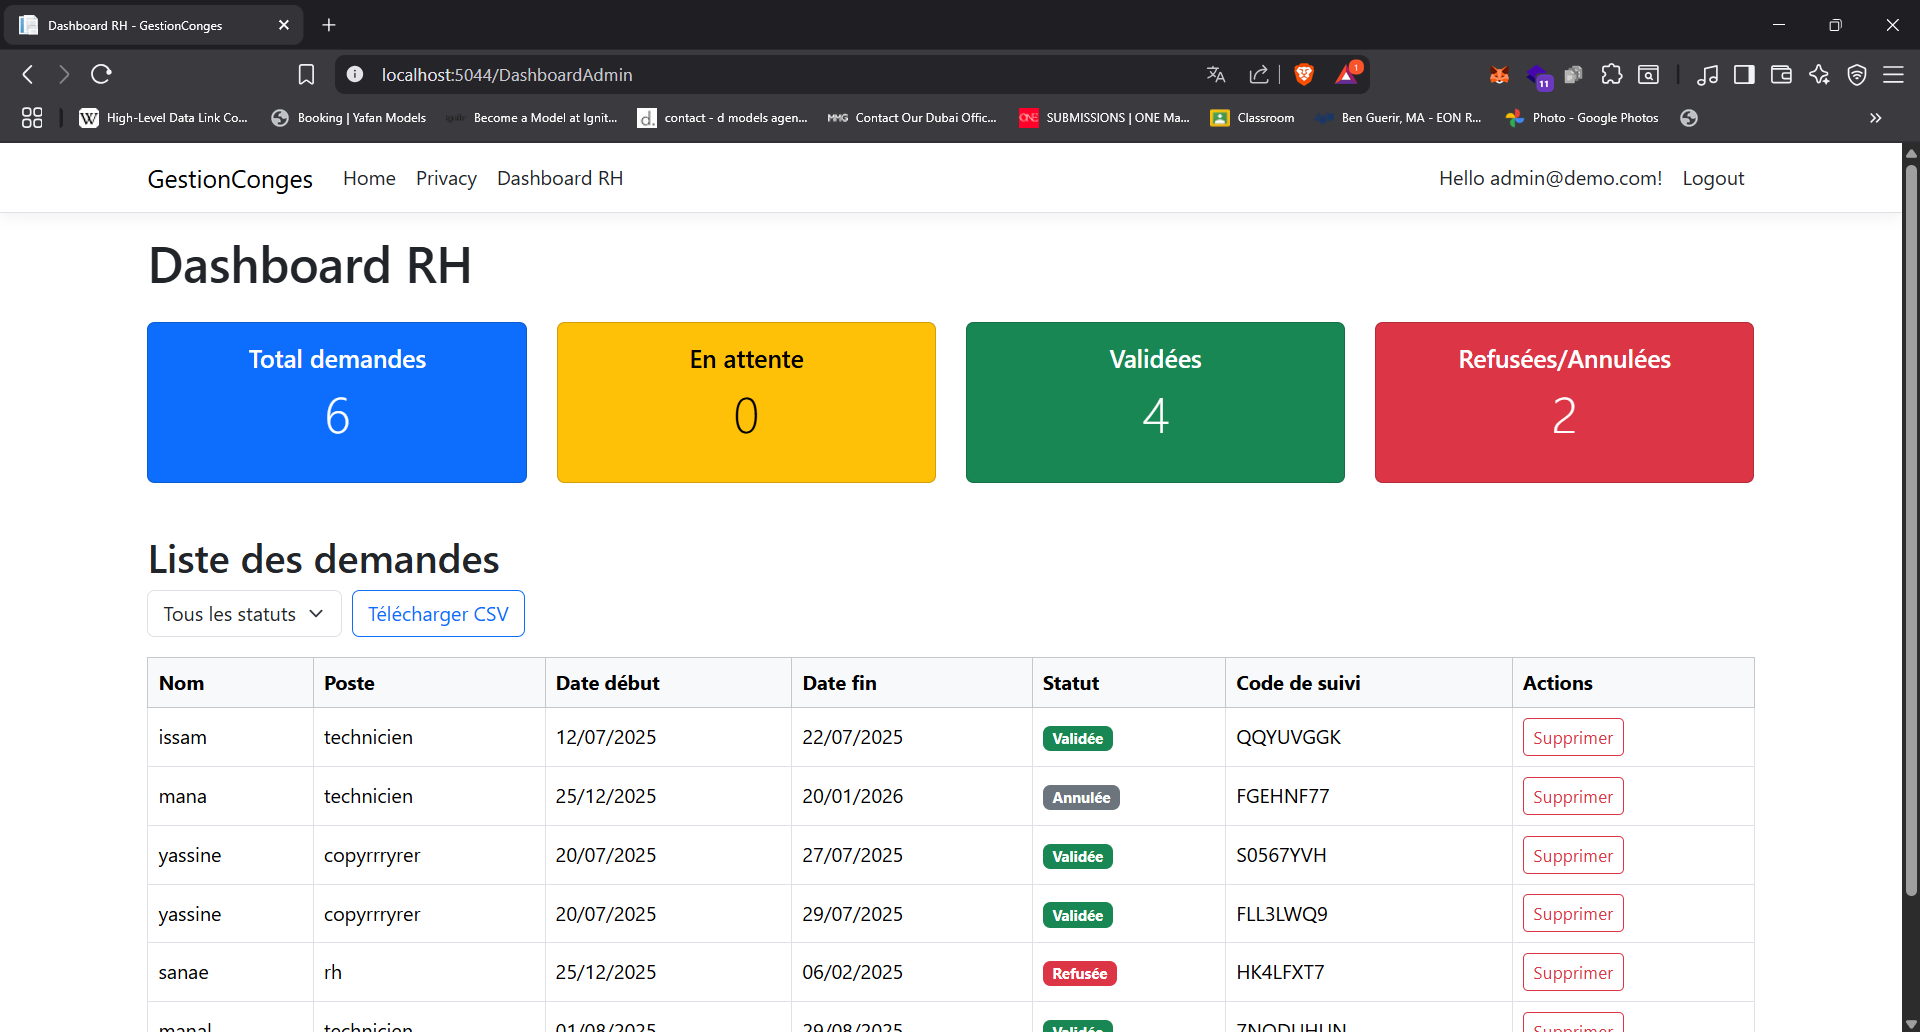 Dashboard RH - GestionConges
localhost:5044/DashboardAdmin
1
11
W High-Level Data Link Co...
Booking | Yafan Models
Become a Model at Ignit...
d. contact - d models agen...
MMG Contact Our Dubai Offic...
ONE SUBMISSIONS | ONE Ma...
Classroom
Ben Guerir, MA - EON R...
Photo - Google Photos
GestionConges Home Privacy Dashboard RH Hello admin@demo.com! Logout
Dashboard RH
Total demandes En attente Validées Refusées/Annulées
6 0 4 2
Liste des demandes
Tous les statuts Télécharger CSV
Nom Poste Date début Date fin Statut Code de suivi Actions
issam technicien 12/07/2025 22/07/2025 Validée QQYUVGGK Supprimer
mana technicien 25/12/2025 20/01/2026 Annulée FGEHNF77 Supprimer
yassine copyrrryrer 20/07/2025 27/07/2025 Validée S0567YVH Supprimer
yassine copyrrryrer 20/07/2025 29/07/2025 Validée FLL3LWQ9 Supprimer
sanae rh 25/12/2025 06/02/2025 Refusée HK4LFXT7 Supprimer
manal technicien 01/08/2025 29/08/2025 Validée Supprimer